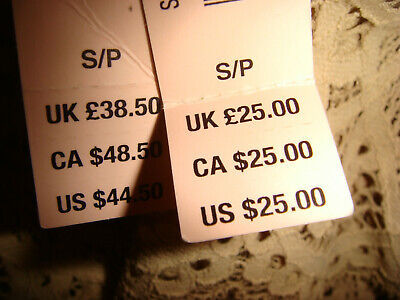 S/P
UK £38.50
CA $48.50
US $44.50
S
S/P
UK £25.00
CA $25.00
US $25.00